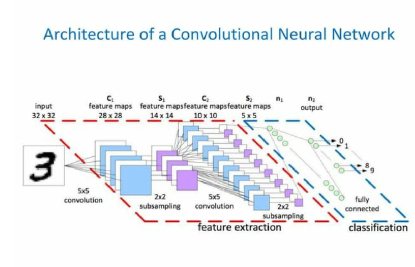 Architecture of a Convolutional Neural Network
C₁ S₁ C₂ S₂ n₁ n₂
input feature maps feature maps feature maps feature maps output
32 x 32 28 x 28 14 x 14 10 x 10 5 x 5
3
0
1
8
9
5x5
convolution
2x2
subsampling
5x5
convolution
2x2
subsampling
fully
connected
feature extraction
classification